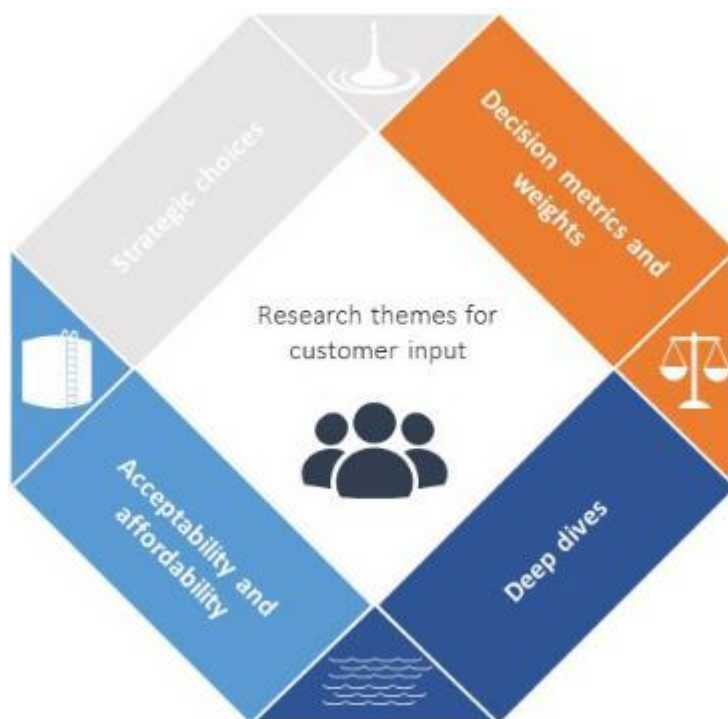 Strategic choices
Decision metrics and
weights
Research themes for
customer input
Acceptability and
affordability
Deep dives